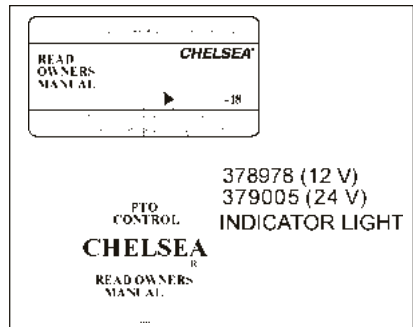 READ
OWNERS
MANUAL
CHELSEA
-18
378978 (12 V)
379005 (24 V)
INDICATOR LIGHT
PTO
CONTROL
CHELSEA
R
READ OWNERS
MANUAL